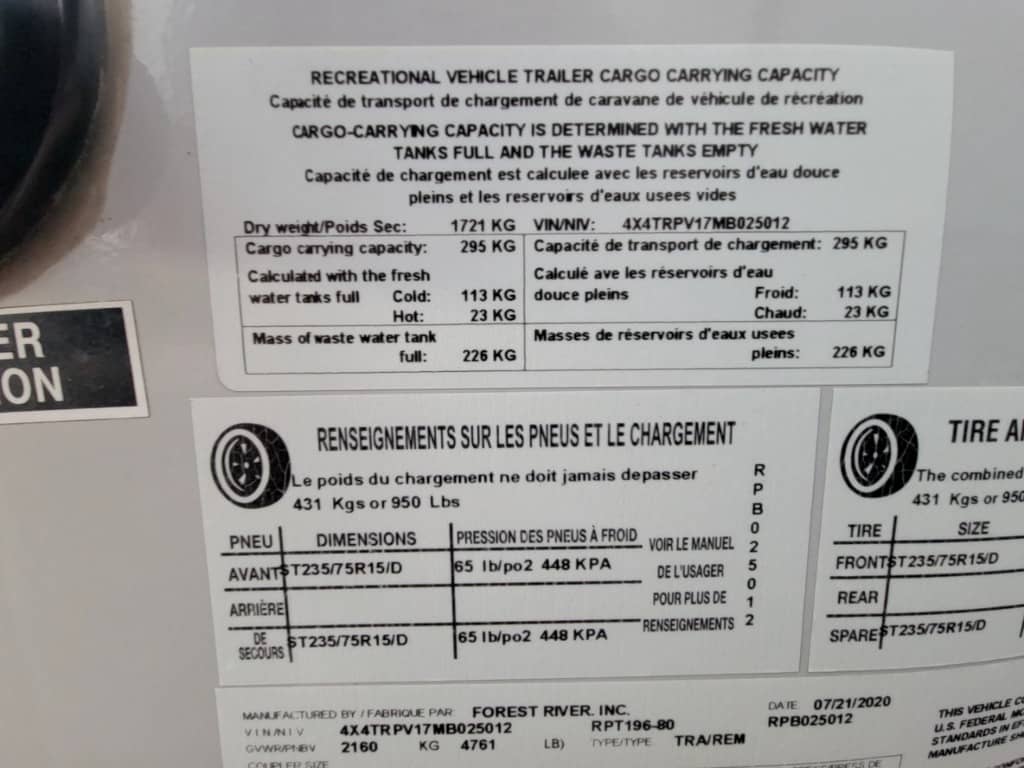 RECREATIONAL VEHICLE TRAILER CARGO CARRYING CAPACITY
Capacité de transport de chargement de caravane de véhicule de récréation
CARGO-CARRYING CAPACITY IS DETERMINED WITH THE FRESH WATER
TANKS FULL AND THE WASTE TANKS EMPTY
Capacité de chargement est calculee avec les reservoirs d'eau douce
pleins et les reservoirs d'eaux usees vides
Dry weight/Poids Sec: 1721 KG VIN/NIV: 4X4TRPV17MB025012
Cargo carrying capacity: 295 KG Capacité de transport de chargement: 295 KG
Calculated with the fresh Calculé ave les réservoirs d'eau
water tanks full Cold: 113 KG douce pleins Froid: 113 KG
Hot: 23 KG Chaud: 23 KG
Mass of waste water tank Masses de réservoirs d'eaux usees
full: 226 KG pleins: 226 KG
ER
ON
RENSEIGNEMENTS SUR LES PNEUS ET LE CHARGEMENT
Le poids du chargement ne doit jamais depasser
431 Kgs or 950 Lbs
PNEU DIMENSIONS PRESSION DES PNEUS À FROID VOIR LE MANUEL
AVANT ST235/75R15/D 65 lb/po2 448 KPA DE L'USAGER
ARRIÈRE POUR PLUS DE
DE SECOURS ST235/75R15/D 65 lb/po2 448 KPA RENSEIGNEMENTS
RPB025012
TIRE A
The combined
431 Kgs or 950
TIRE SIZE
FRONT ST235/75R15/D
REAR
SPARE ST235/75R15/D
MANUFACTURED BY / FABRIQUE PAR: FOREST RIVER, INC. DATE 07/21/2020
VIN/NIV 4X4TRPV17MB025012 RPT196-80 RPB025012
GVWR/PNBV 2160 KG 4761 LB) TYPE/TYPE TRA/REM
COUPLER SIZE
THIS VEHICLE CO
U.S. FEDERAL MO
STANDARDS IN EF
MANUFACTURE SH